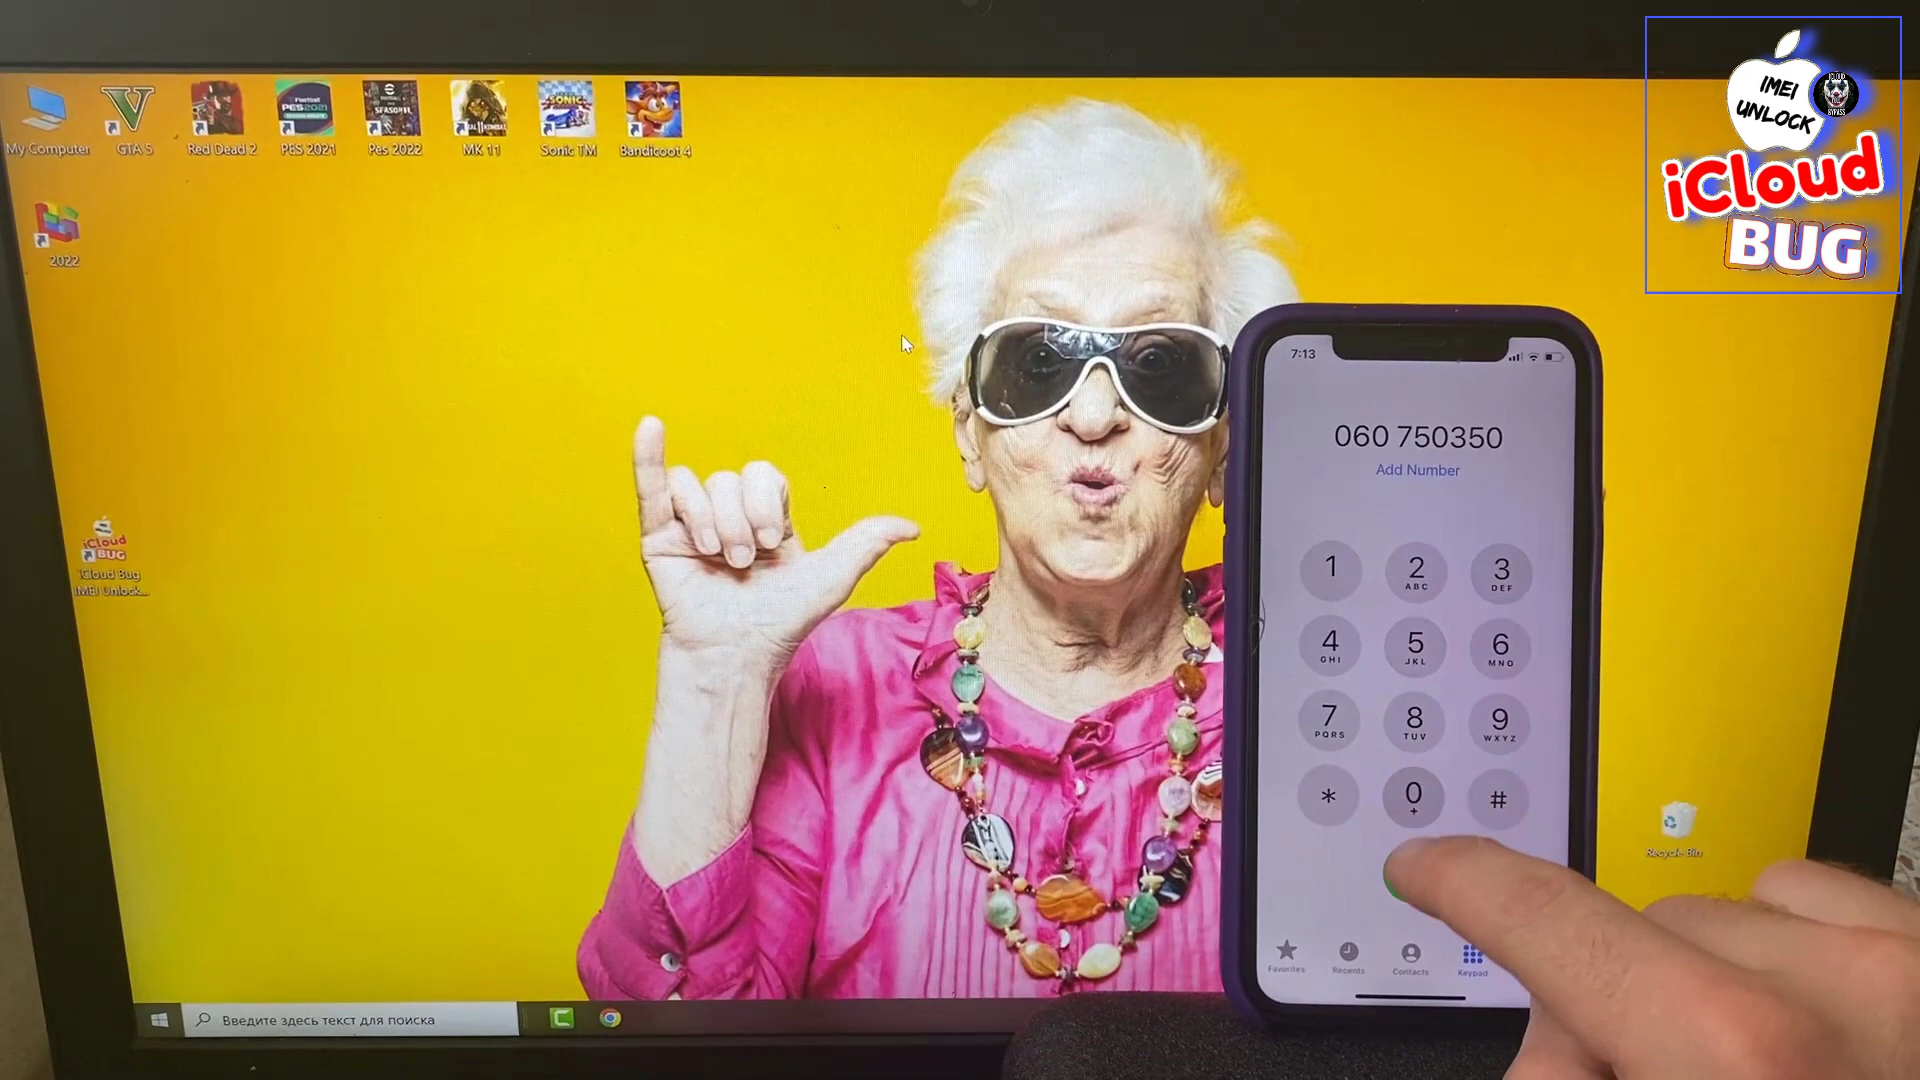 IMEI
UNLOCK
ICLOUD
BYPASS
iCloud
BUG
My Computer
GTA 5
Red Dead 2
PES 2021
Pes 2022
MK 11
Sonic TM
Bandicoot 4
2022
iCloud
BUG
iCloud Bug
IMEI Unlock...
Recycle Bin
Введите здесь текст для поиска
7:13
060 750350
Add Number
1
2
ABC
3
DEF
4
GHI
5
JKL
6
MNO
7
PQRS
8
TUV
9
WXYZ
*
0
+
#
Favorites
Recents
Contacts
Keypad